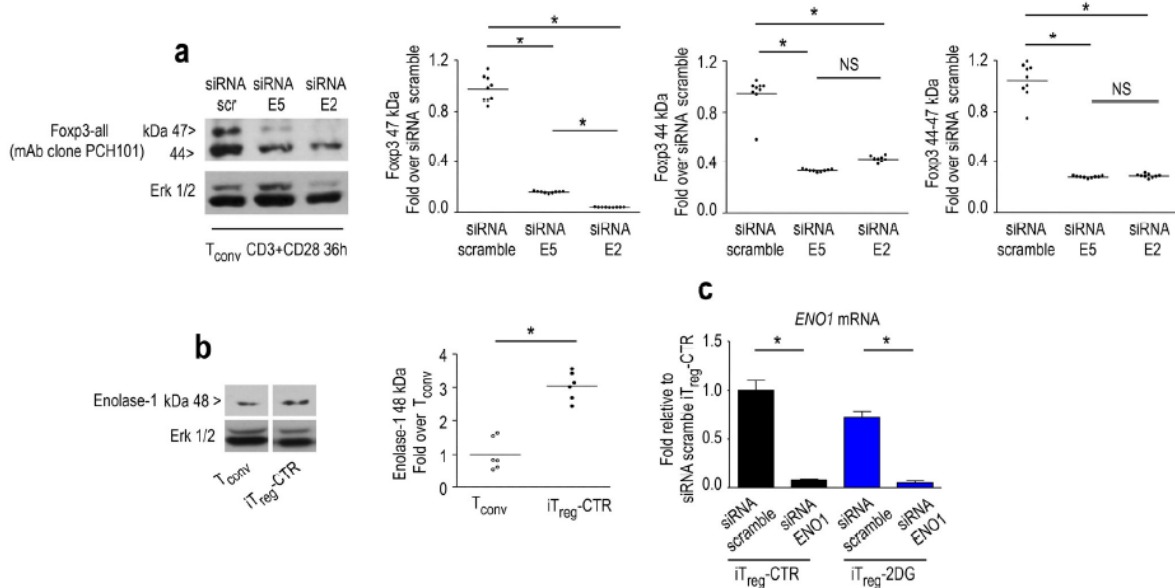 a
siRNA scr
siRNA E5
siRNA E2
Foxp3-all
(mAb clone PCH101)
kDa 47>
44>
Erk 1/2
Tconv CD3+CD28 36h
Foxp3 47 kDa
Fold over siRNA scramble
1.2
0.8
0.4
0.0
*
*
*
siRNA scramble
siRNA E5
siRNA E2
Foxp3 44 kDa
Fold over siRNA scramble
1.2
0.8
0.4
0.0
*
*
NS
siRNA scramble
siRNA E5
siRNA E2
Foxp3 44-47 kDa
Fold over siRNA scramble
1.2
0.8
0.4
0.0
*
*
NS
siRNA scramble
siRNA E5
siRNA E2
b
Enolase-1 kDa 48 >
Erk 1/2
Tconv
iTreg-CTR
Enolase-1 48 kDa
Fold over Tconv
4
3
2
1
0
*
Tconv
iTreg-CTR
c
ENO1 mRNA
Fold relative to
siRNA scrambe iTreg-CTR
1.5
1.0
0.5
0.0
*
*
siRNA scramble
siRNA ENO1
siRNA scramble
siRNA ENO1
iTreg-CTR
iTreg-2DG